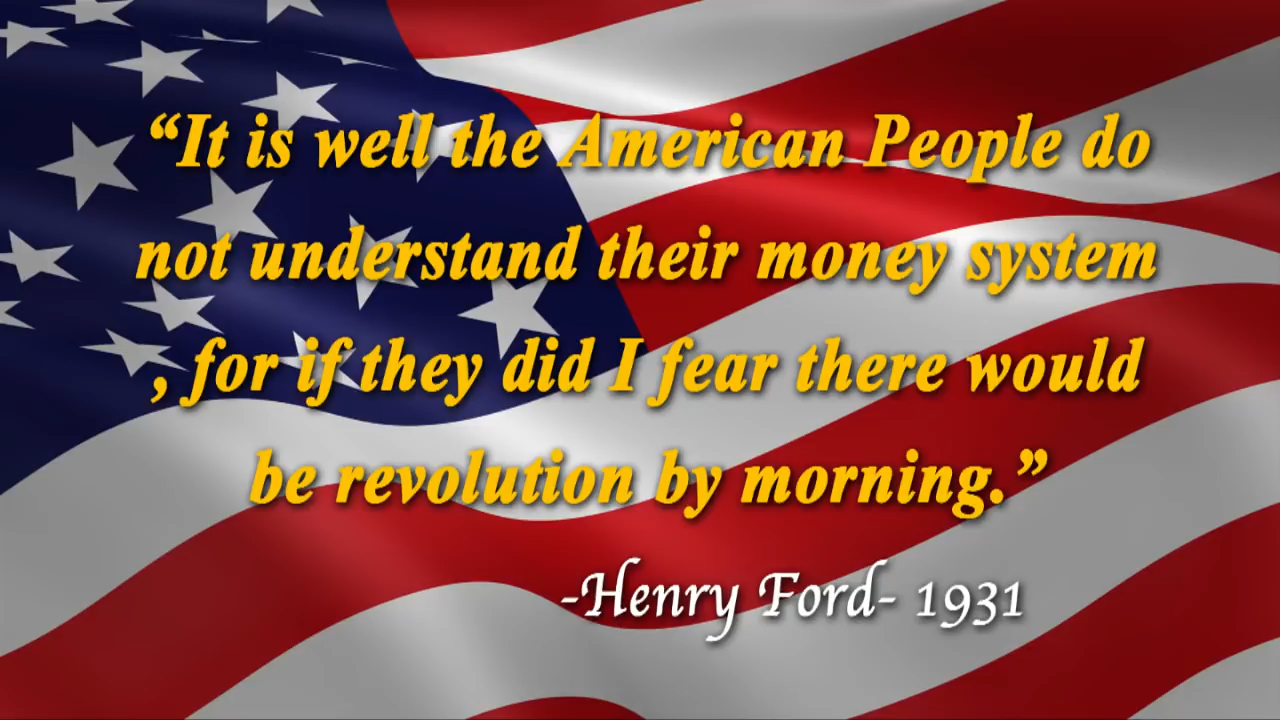 “It is well the American People do
not understand their money system
, for if they did I fear there would
be revolution by morning.”
-Henry Ford- 1931